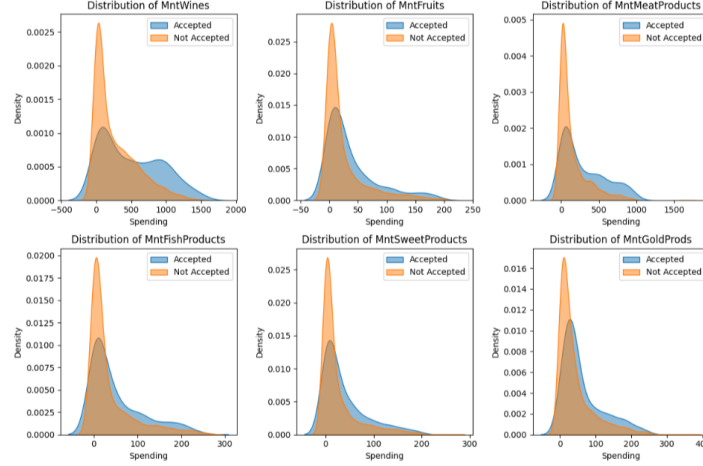 Distribution of MntWines
Accepted
Not Accepted
0.0025
0.0020
0.0015
0.0010
0.0005
0.0000
Density
-500 0 500 1000 1500 2000
Spending
Distribution of MntFruits
Accepted
Not Accepted
0.025
0.020
0.015
0.010
0.005
0.000
Density
-50 0 50 100 150 200 250
Spending
Distribution of MntMeatProducts
Accepted
Not Accepted
0.005
0.004
0.003
0.002
0.001
0.000
Density
0 500 1000 1500
Spending
Distribution of MntFishProducts
Accepted
Not Accepted
0.0200
0.0175
0.0150
0.0125
0.0100
0.0075
0.0050
0.0025
0.0000
Density
0 100 200 300
Spending
Distribution of MntSweetProducts
Accepted
Not Accepted
0.025
0.020
0.015
0.010
0.005
0.000
Density
0 100 200 300
Spending
Distribution of MntGoldProds
Accepted
Not Accepted
0.016
0.014
0.012
0.010
0.008
0.006
0.004
0.002
0.000
Density
0 100 200 300
Spending